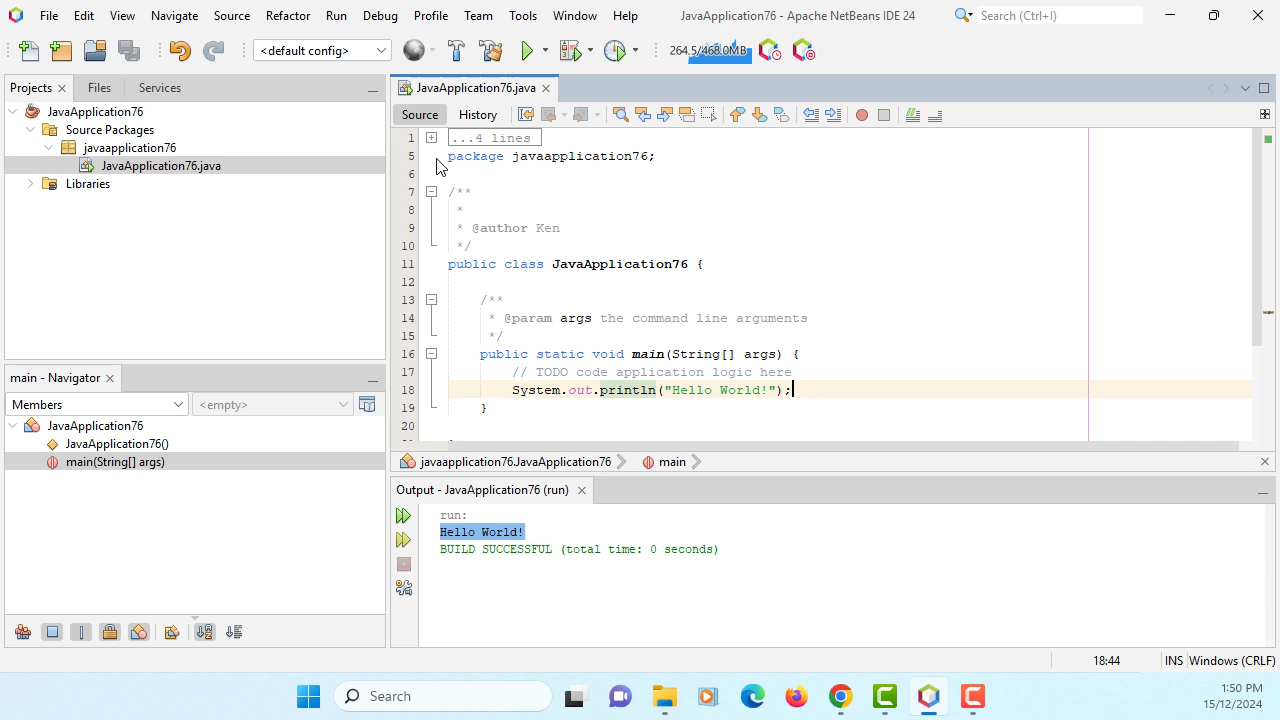 File Edit View Navigate Source Refactor Run Debug Profile Team Tools Window Help JavaApplication76 - Apache NetBeans IDE 24 Search (Ctrl+I)
<default config> 264.5/468.0MB
Projects Files Services
JavaApplication76
Source Packages
javaapplication76
JavaApplication76.java
Libraries
main - Navigator
Members <empty>
JavaApplication76
JavaApplication76()
main(String[] args)
JavaApplication76.java
Source History
1 ...4 lines
5 package javaapplication76;
6
7 /**
8 *
9 * @author Ken
10 */
11 public class JavaApplication76 {
12
13 /**
14 * @param args the command line arguments
15 */
16 public static void main(String[] args) {
17 // TODO code application logic here
18 System.out.println("Hello World!");
19 }
20
javaapplication76.JavaApplication76 main
Output - JavaApplication76 (run)
run:
Hello World!
BUILD SUCCESSFUL (total time: 0 seconds)
18:44 INS Windows (CRLF)
Search
1:50 PM
15/12/2024